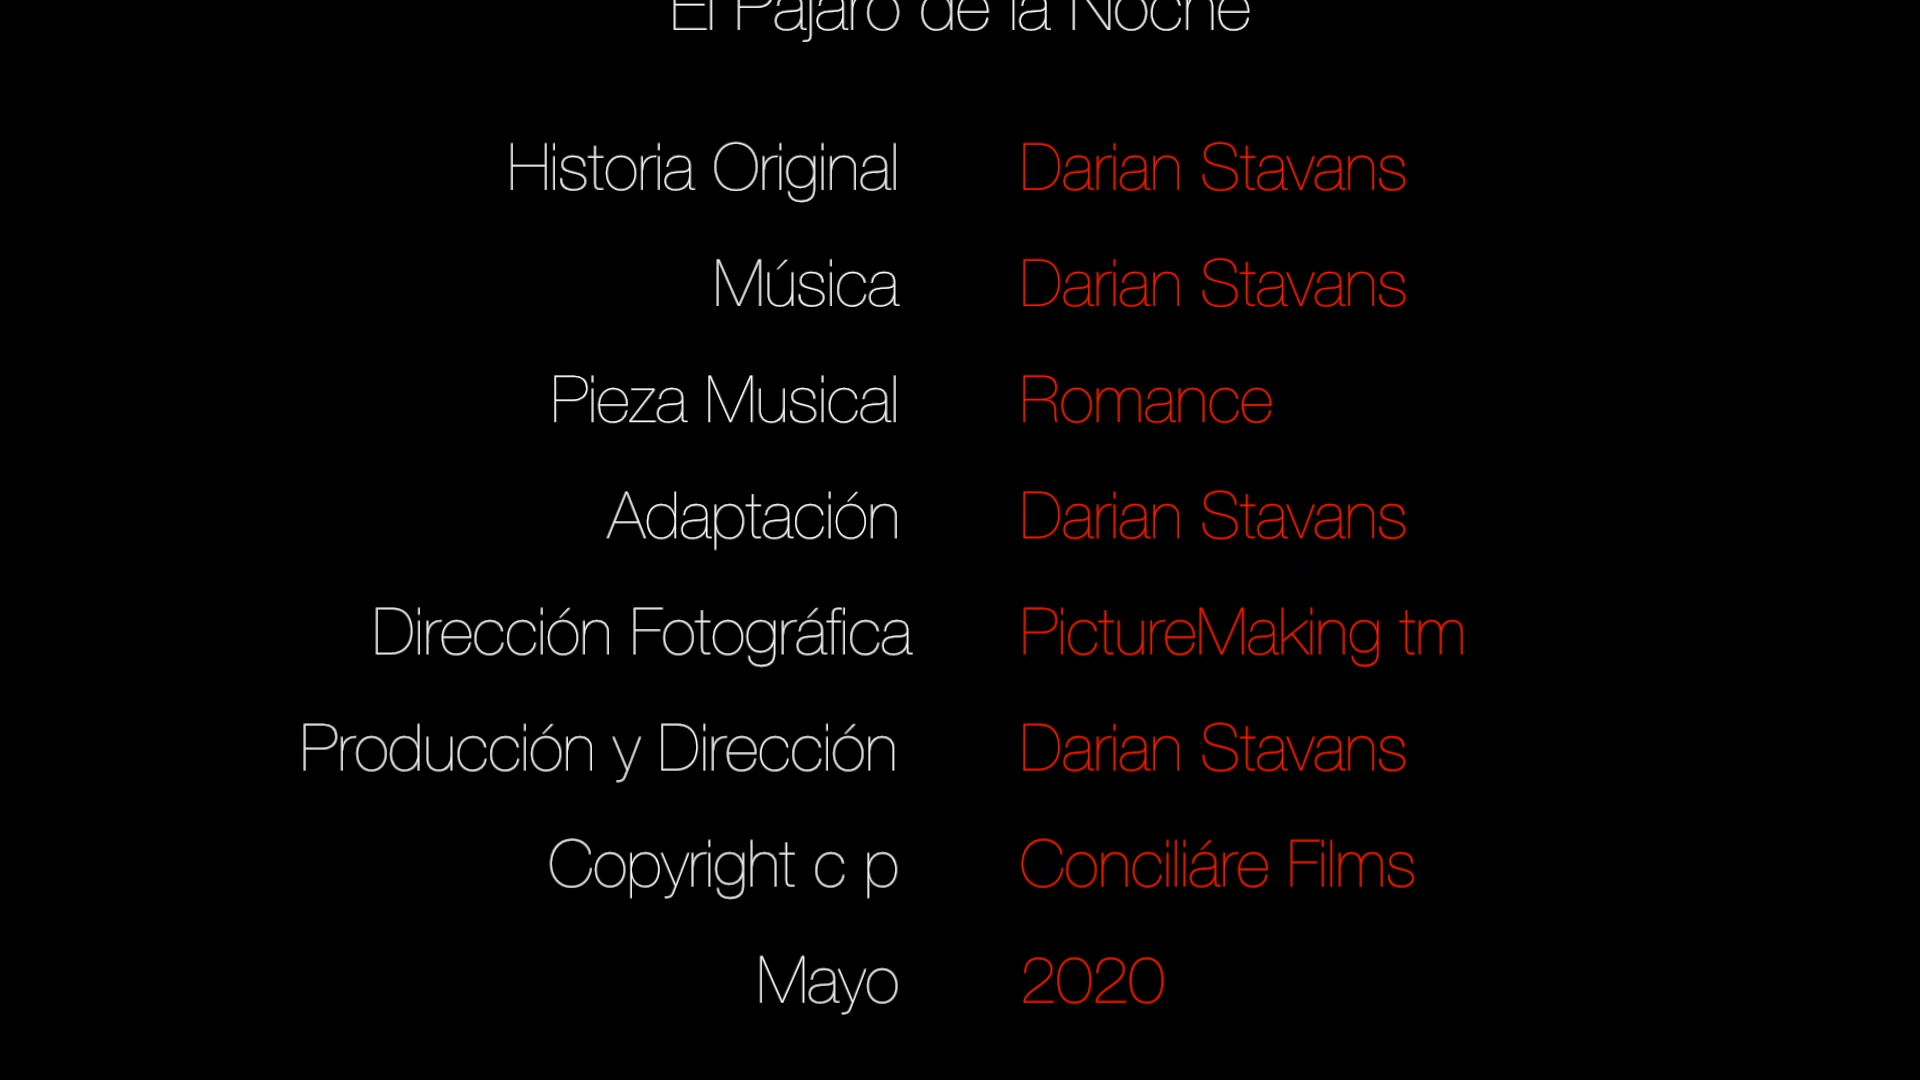 El Pájaro de la Noche
Historia Original Darian Stavans
Música Darian Stavans
Pieza Musical Romance
Adaptación Darian Stavans
Dirección Fotográfica PictureMaking tm
Producción y Dirección Darian Stavans
Copyright c p Conciliáre Films
Mayo 2020